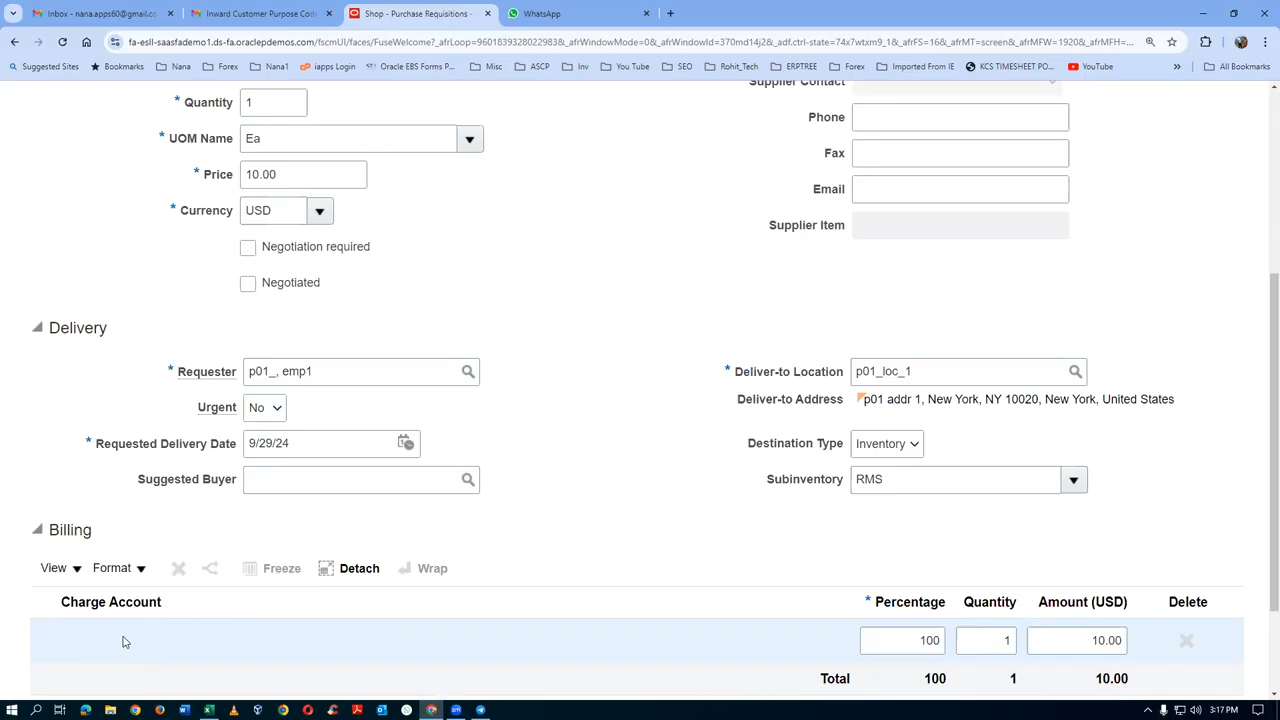 Inbox - nana.apps60@gmail.co
Inward Customer Purpose Code
Shop - Purchase Requisitions -
WhatsApp
fa-esll-saasfademo1.ds-fa.oraclepdemos.com/fscmUI/faces/FuseWelcome?_afrLoop=9601839328022983&_afrWindowMode=0&_afrWindowId=370md14j2&_adf.ctrl-state=74x7wtxm9_1&_afrFS=16&_afrMT=screen&_afrMFW=1920&_afrMFH=...
Suggested Sites
Bookmarks
Nana
Forex
Nana1
iapps Login
Oracle EBS Forms P...
Misc
ASCP
Inv
You Tube
SEO
Rohit_Tech
ERPTREE
Forex
Imported From IE
KCS TIMESHEET PO...
YouTube
All Bookmarks
Supplier Contact
* Quantity 1
Phone
* UOM Name Ea
Fax
* Price 10.00
Email
* Currency USD
Supplier Item
Negotiation required
Negotiated
Delivery
* Requester p01_, emp1
* Deliver-to Location p01_loc_1
Deliver-to Address p01 addr 1, New York, NY 10020, New York, United States
Urgent No
* Requested Delivery Date 9/29/24
Destination Type Inventory
Suggested Buyer
Subinventory RMS
Billing
View Format Freeze Detach Wrap
Charge Account * Percentage Quantity Amount (USD) Delete
100 1 10.00
Total 100 1 10.00
3:17 PM